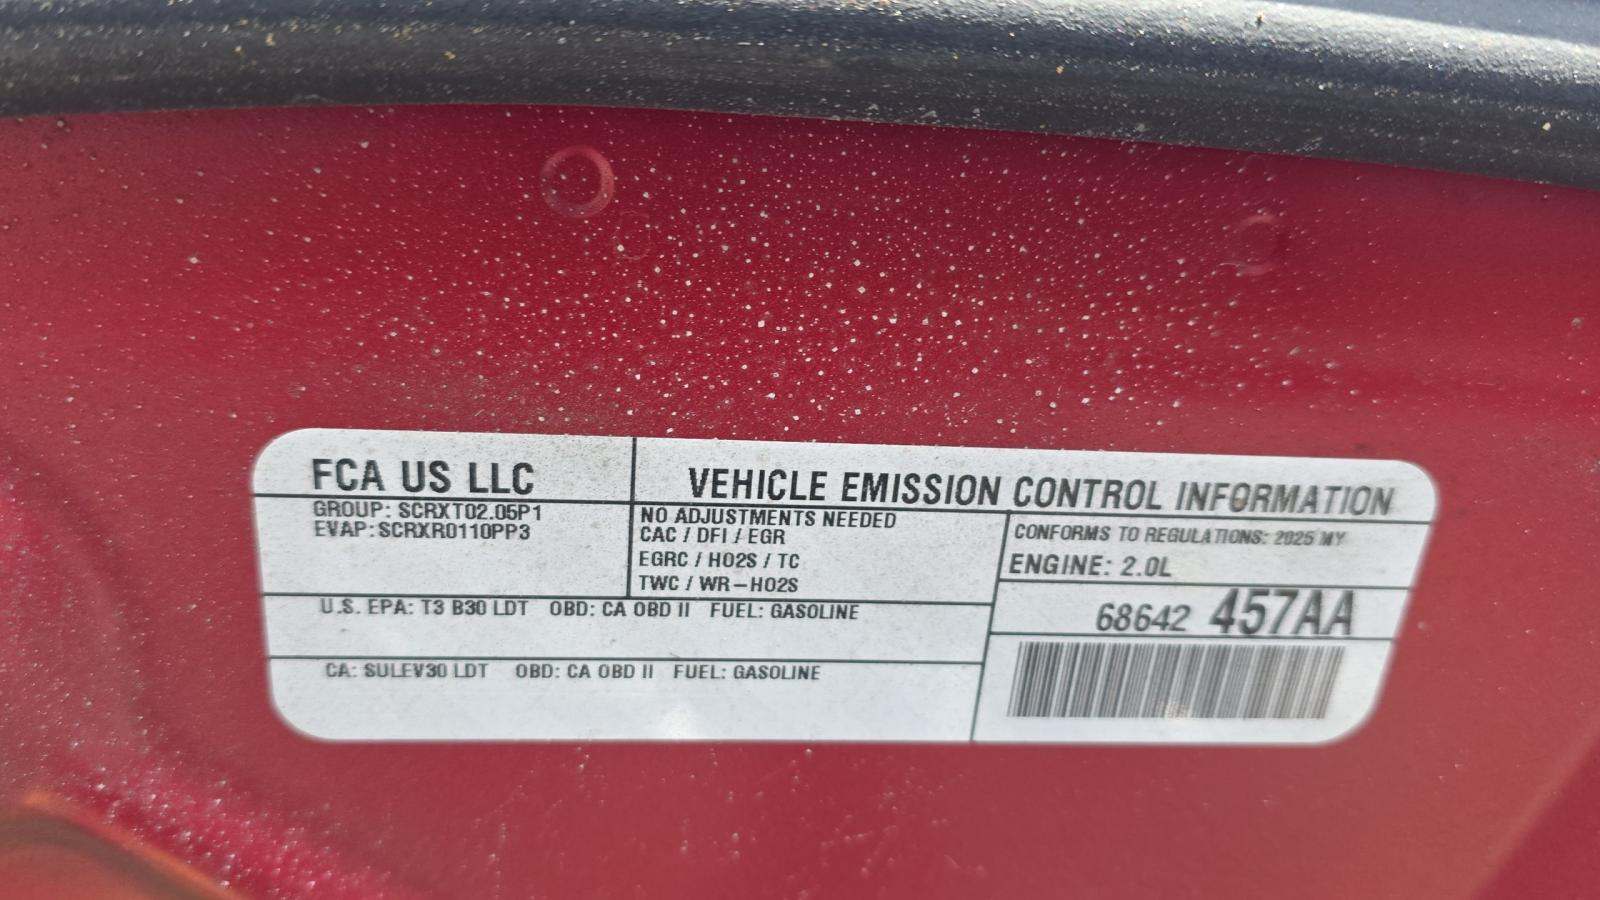 FCA US LLC
VEHICLE EMISSION CONTROL INFORMATION
GROUP: SCRXT02.05P1
EVAP: SCRXR0110PP3
NO ADJUSTMENTS NEEDED
CAC / DFI / EGR
EGRC / HO2S / TC
TWC / WR-HO2S
CONFORMS TO REGULATIONS: 2025 MY
ENGINE: 2.0L
U.S. EPA: T3 B30 LDT OBD: CA OBD II FUEL: GASOLINE
68642 457AA
CA: SULEV30 LDT OBD: CA OBD II FUEL: GASOLINE